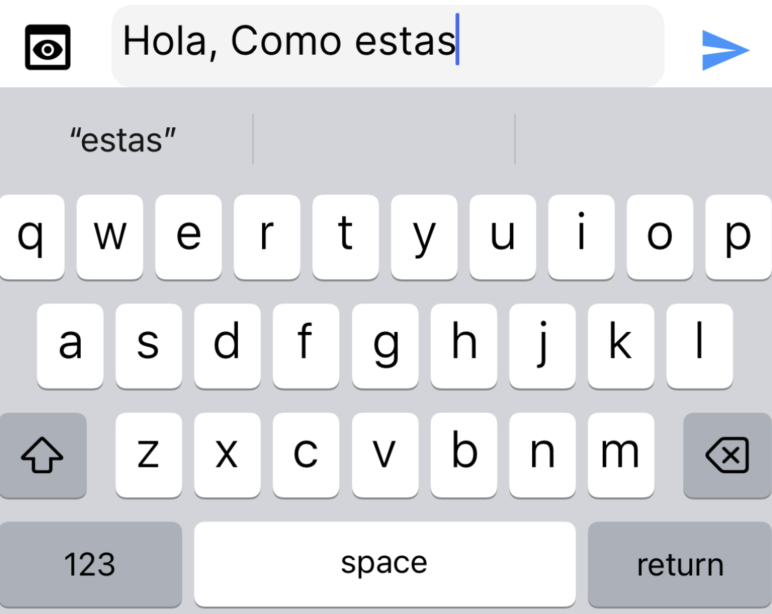 Hola, Como estas
“estas”
q w e r t y u i o p
a s d f g h j k l
z x c v b n m
123 space return